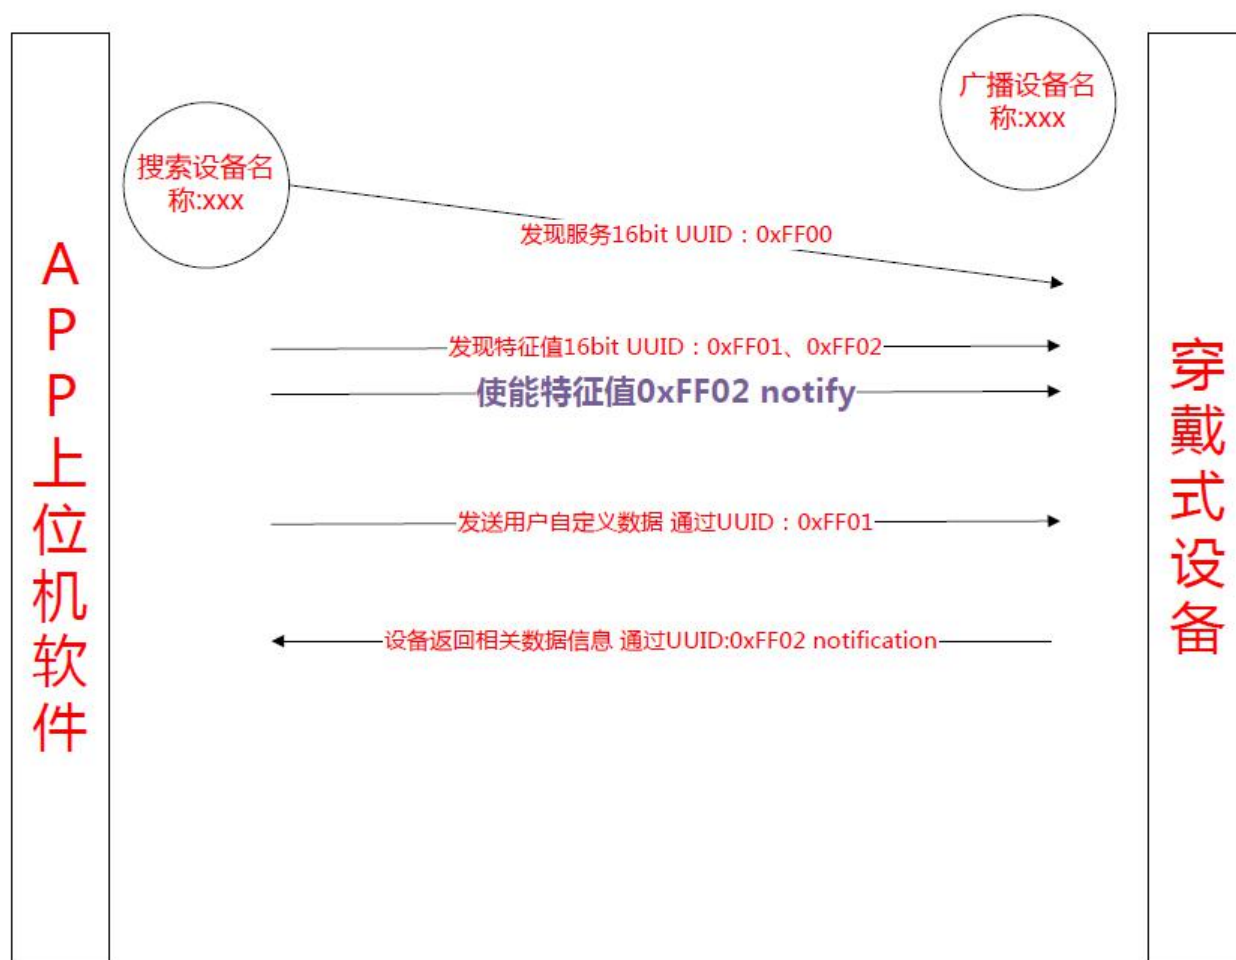 广播设备名
称:xxx
搜索设备名
称:xxx
发现服务16bit UUID：0xFF00
发现特征值16bit UUID：0xFF01、0xFF02
使能特征值0xFF02 notify
发送用户自定义数据 通过UUID：0xFF01
设备返回相关数据信息 通过UUID:0xFF02 notification
APP上位机软件
穿戴式设备